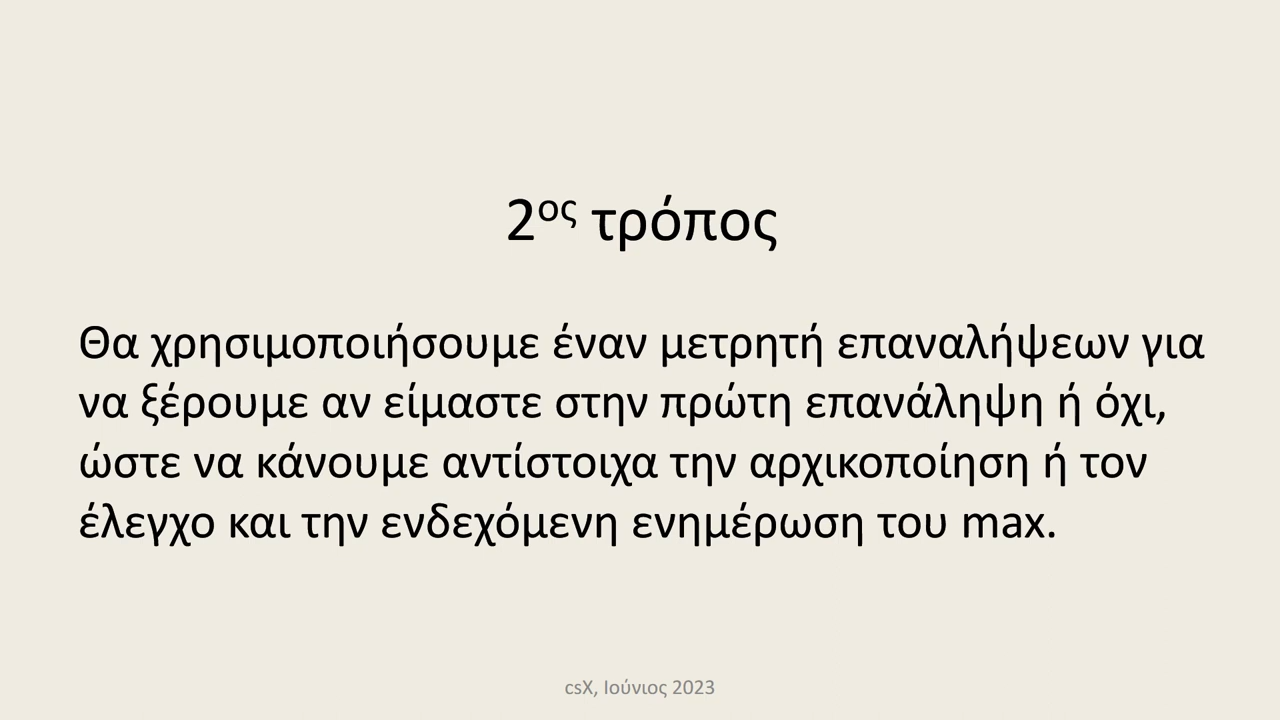 2ος τρόπος
Θα χρησιμοποιήσουμε έναν μετρητή επαναλήψεων για
να ξέρουμε αν είμαστε στην πρώτη επανάληψη ή όχι,
ώστε να κάνουμε αντίστοιχα την αρχικοποίηση ή τον
έλεγχο και την ενδεχόμενη ενημέρωση του max.
csX, Ιούνιος 2023